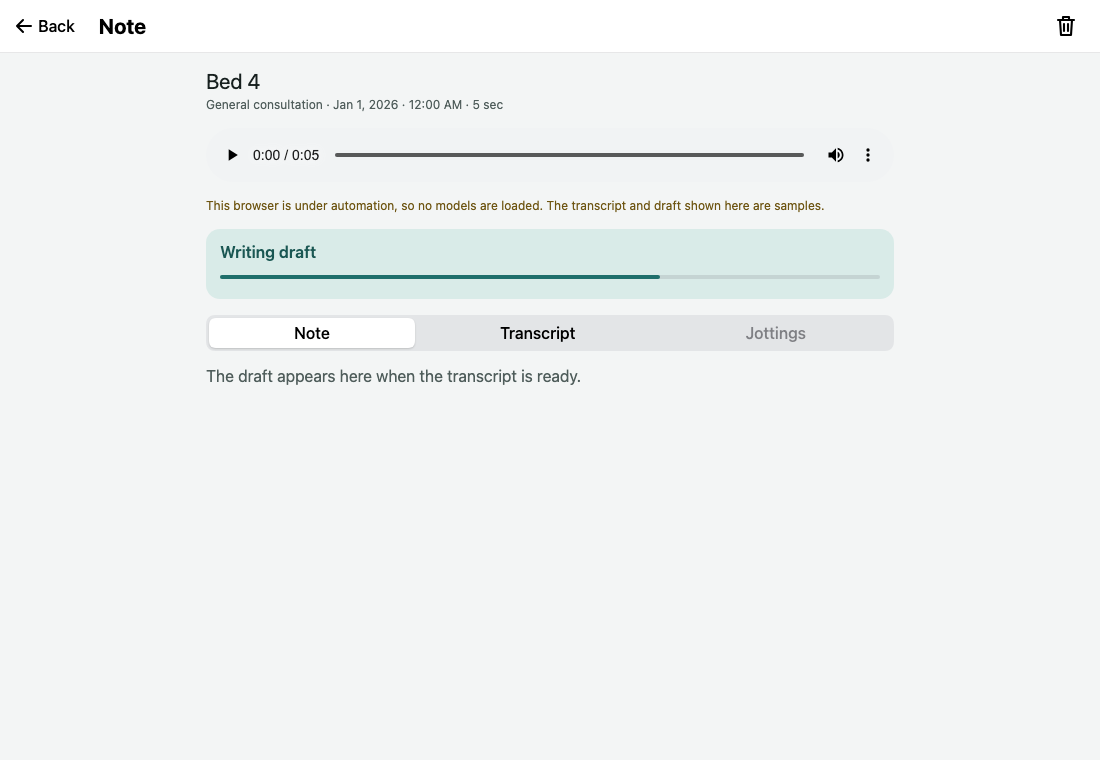 Back
Note
Bed 4
General consultation · Jan 1, 2026 · 12:00 AM · 5 sec
0:00 / 0:05
This browser is under automation, so no models are loaded. The transcript and draft shown here are samples.
Writing draft
Note
Transcript
Jottings
The draft appears here when the transcript is ready.